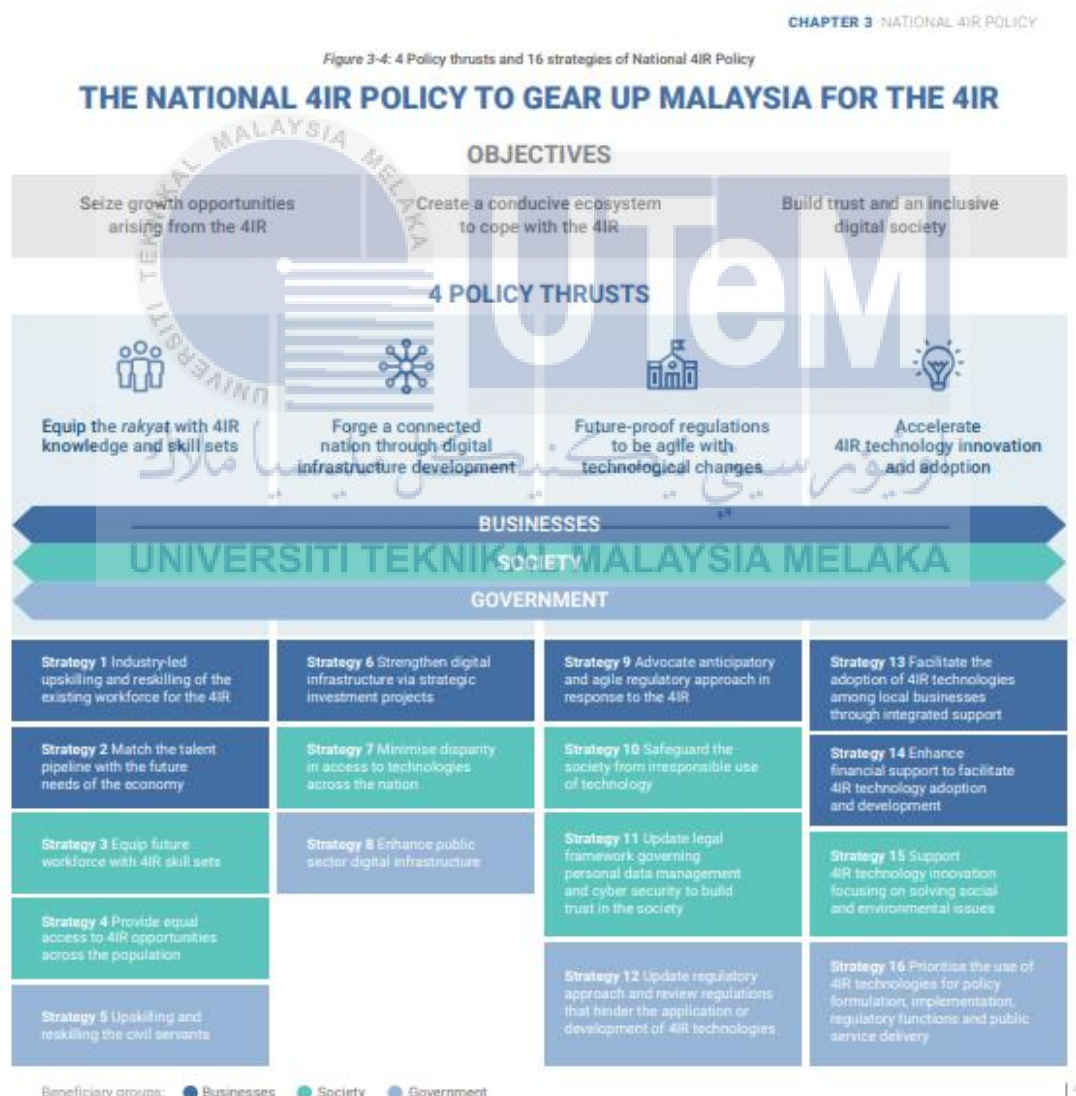 CHAPTER 3 NATIONAL 4IR POLICY
Figure 3-4: 4 Policy thrusts and 16 strategies of National 4IR Policy
THE NATIONAL 4IR POLICY TO GEAR UP MALAYSIA FOR THE 4IR
OBJECTIVES
Seize growth opportunities
arising from the 4IR
Create a conducive ecosystem
to cope with the 4IR
Build trust and an inclusive
digital society
UNIVERSITI TEKNIKAL MALAYSIA MELAKA
UTeM
4 POLICY THRUSTS
Equip the rakyat with 4IR
knowledge and skill sets
Forge a connected
nation through digital
infrastructure development
Future-proof regulations
to be agile with
technological changes
Accelerate
4IR technology innovation
and adoption
اونيۏرسيتي تيكنيكل مليسيا ملاك
BUSINESSES
SOCIETY
UNIVERSITI TEKNIKAL MALAYSIA MELAKA
GOVERNMENT
Strategy 1 Industry-led
upskilling and reskilling of the
existing workforce for the 4IR
Strategy 2 Match the talent
pipeline with the future
needs of the economy
Strategy 3 Equip future
workforce with 4IR skill sets
Strategy 4 Provide equal
access to 4IR opportunities
across the population
Strategy 5 Upskilling and
reskilling the civil servants
Strategy 6 Strengthen digital
infrastructure via strategic
investment projects
Strategy 7 Minimise disparity
in access to technologies
across the nation
Strategy 8 Enhance public
sector digital infrastructure
Strategy 9 Advocate anticipatory
and agile regulatory approach in
response to the 4IR
Strategy 10 Safeguard the
society from irresponsible use
of technology
Strategy 11 Update legal
framework governing
personal data management
and cyber security to build
trust in the society
Strategy 12 Update regulatory
approach and review regulations
that hinder the application or
development of 4IR technologies
Strategy 13 Facilitate the
adoption of 4IR technologies
among local businesses
through integrated support
Strategy 14 Enhance
financial support to facilitate
4IR technology adoption
and development
Strategy 15 Support
4IR technology innovation
focusing on solving social
and environmental issues
Strategy 16 Prioritise the use of
4IR technologies for policy
formulation, implementation,
regulatory functions and public
service delivery
Beneficiary groups: Businesses Society Government